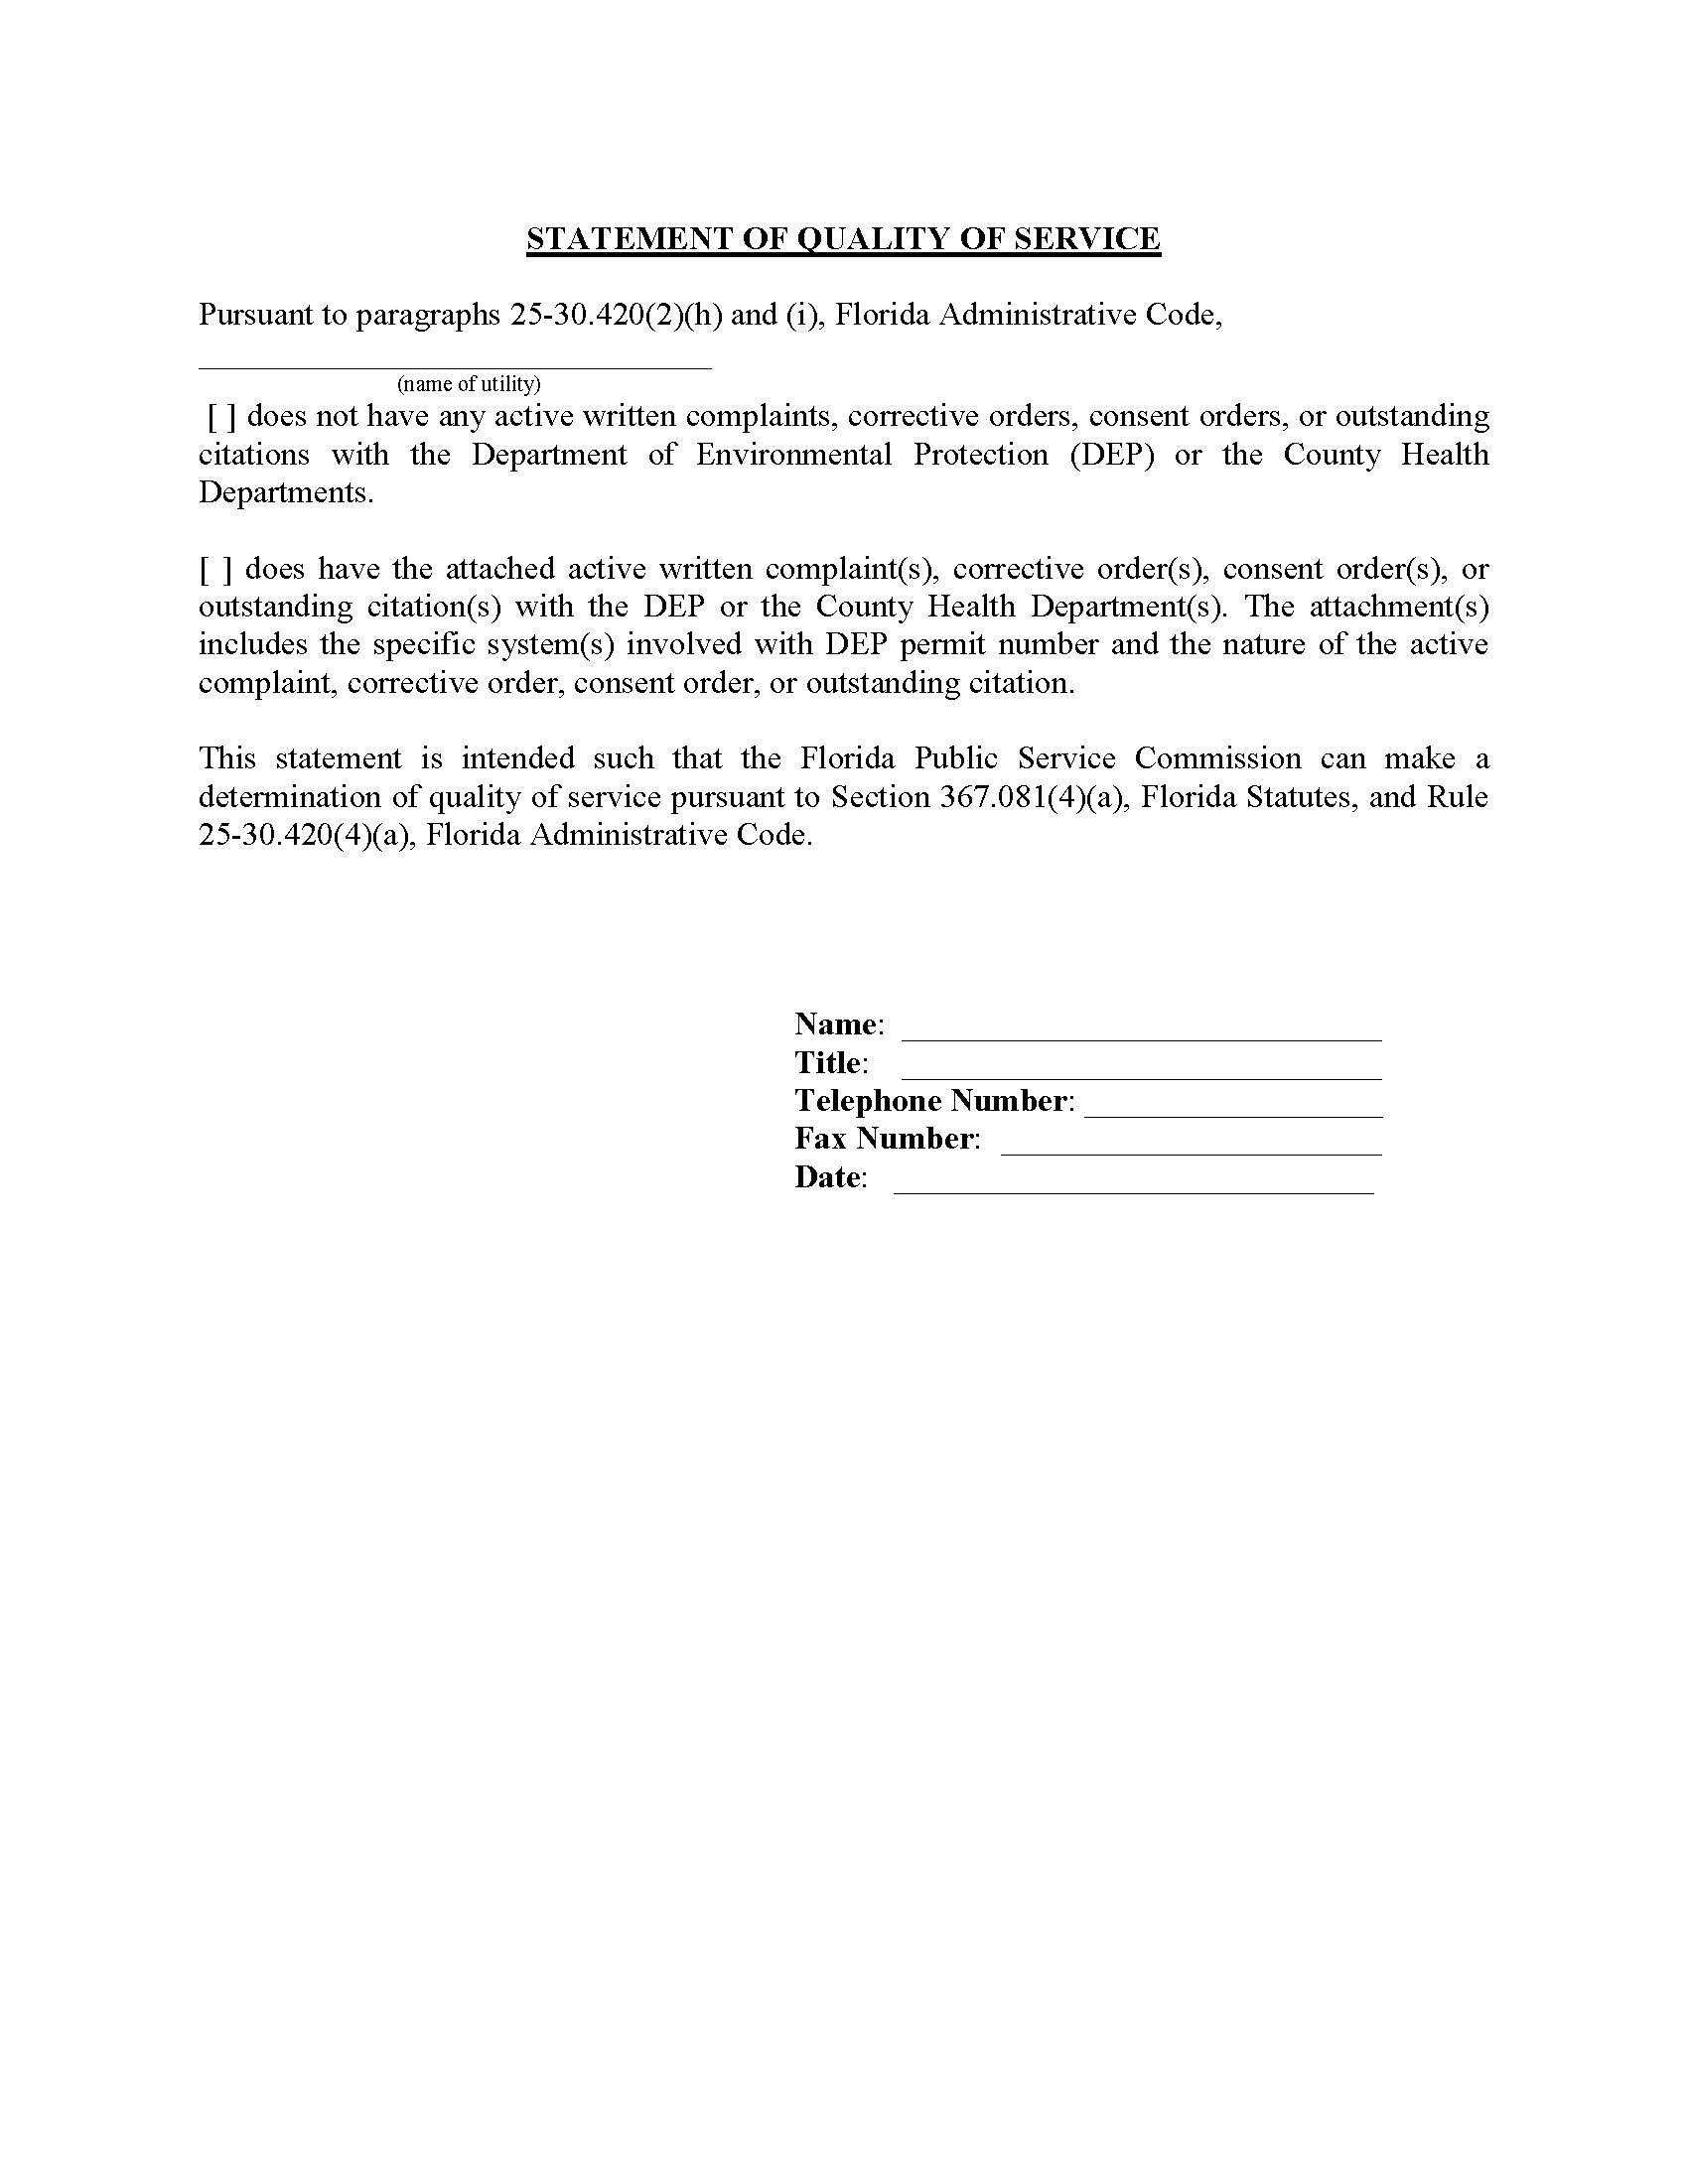 STATEMENT OF QUALITY OF SERVICE
Pursuant to paragraphs 25-30.420(2)(h) and (i), Florida Administrative Code,
(name of utility)
[ ] does not have any active written complaints, corrective orders, consent orders, or outstanding
citations with the Department of Environmental Protection (DEP) or the County Health
Departments.
[ ] does have the attached active written complaint(s), corrective order(s), consent order(s), or
outstanding citation(s) with the DEP or the County Health Department(s). The attachment(s)
includes the specific system(s) involved with DEP permit number and the nature of the active
complaint, corrective order, consent order, or outstanding citation.
This statement is intended such that the Florida Public Service Commission can make a
determination of quality of service pursuant to Section 367.081(4)(a), Florida Statutes, and Rule
25-30.420(4)(a), Florida Administrative Code.
Name:
Title:
Telephone Number:
Fax Number:
Date: